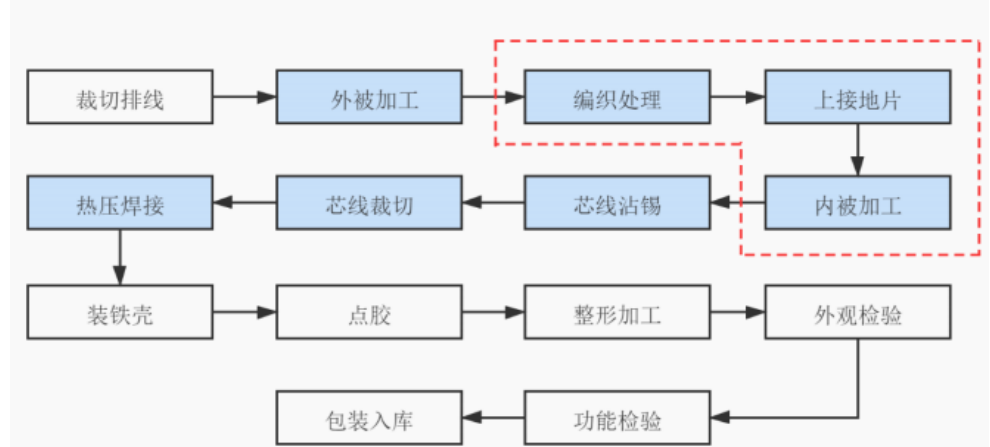 裁切排线
外被加工
编织处理
上接地片
内被加工
芯线沾锡
芯线裁切
热压焊接
装铁壳
点胶
整形加工
外观检验
功能检验
包装入库